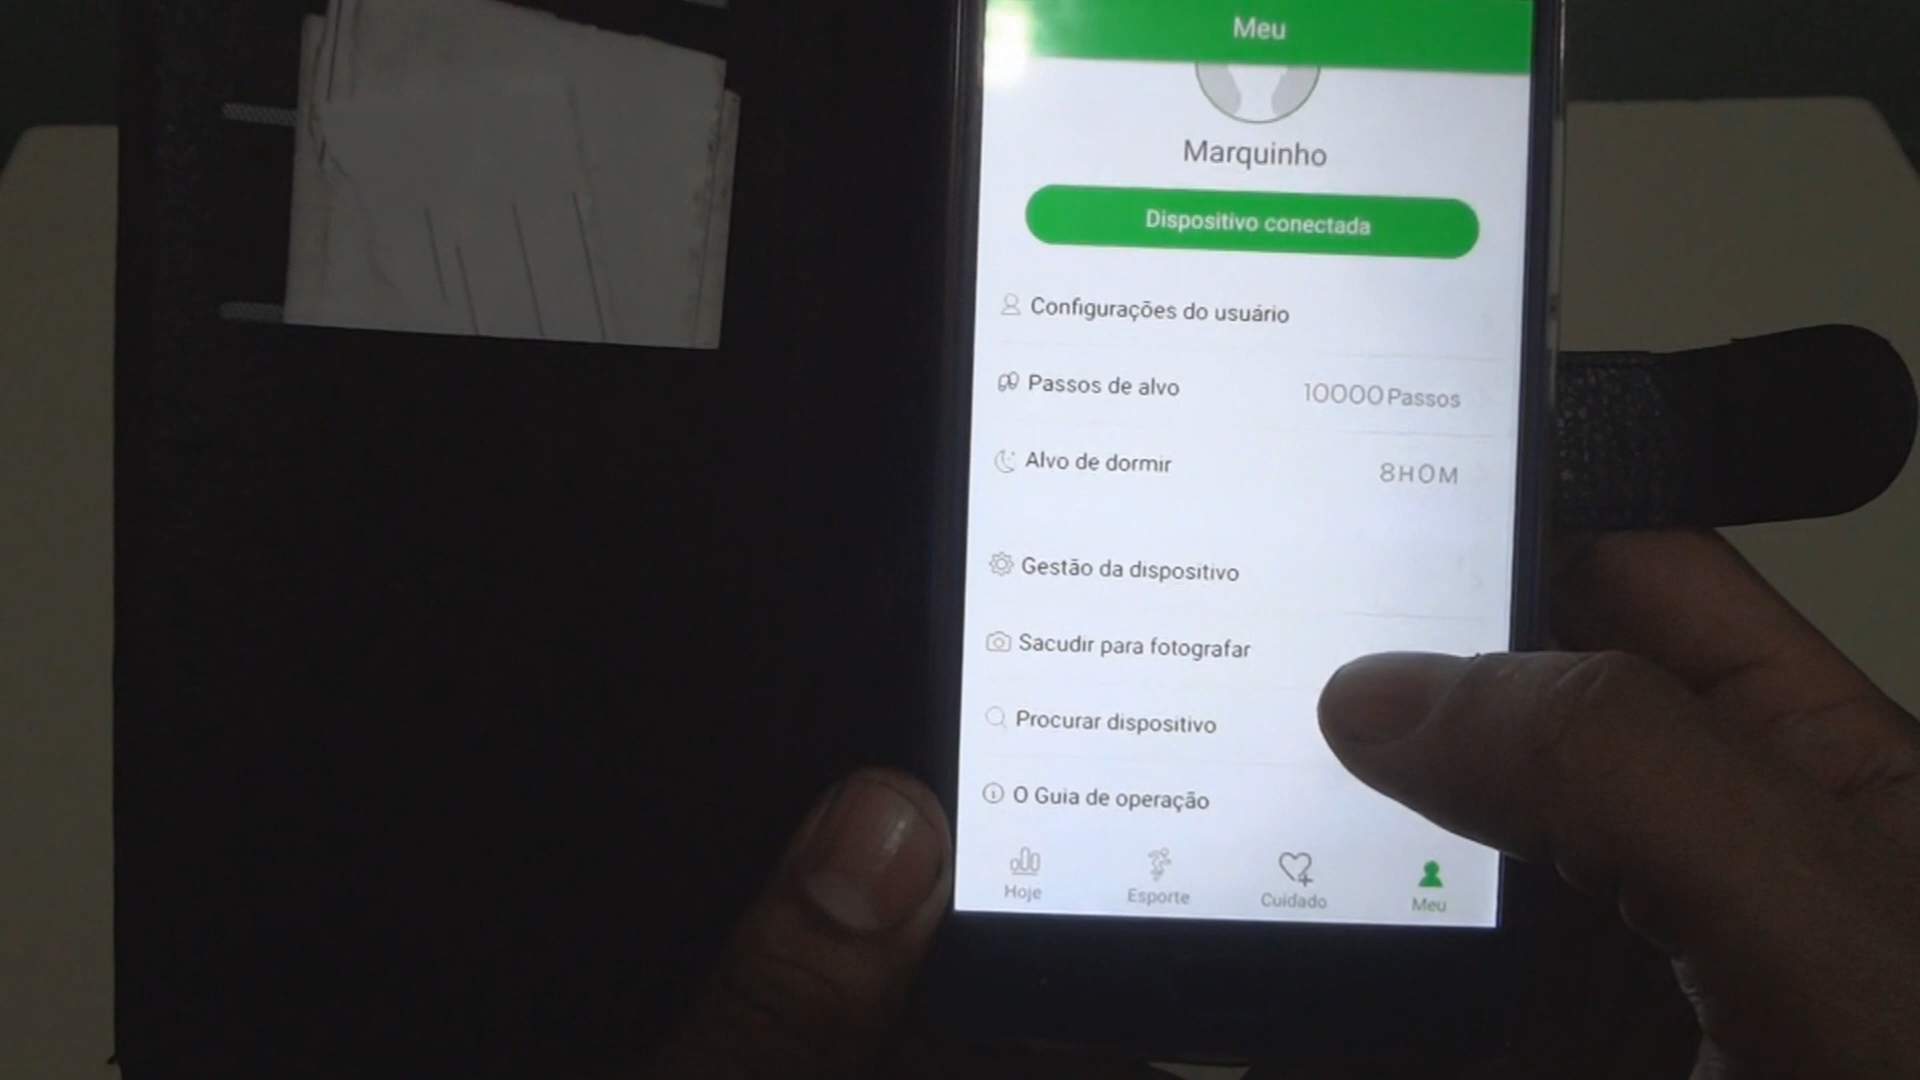 Meu
Marquinho
Dispositivo conectada
Configurações do usuário
Passos de alvo 10000 Passos
Alvo de dormir 8H0M
Gestão da dispositivo
Sacudir para fotografar
Procurar dispositivo
O Guia de operação
Hoje Esporte Cuidado Meu